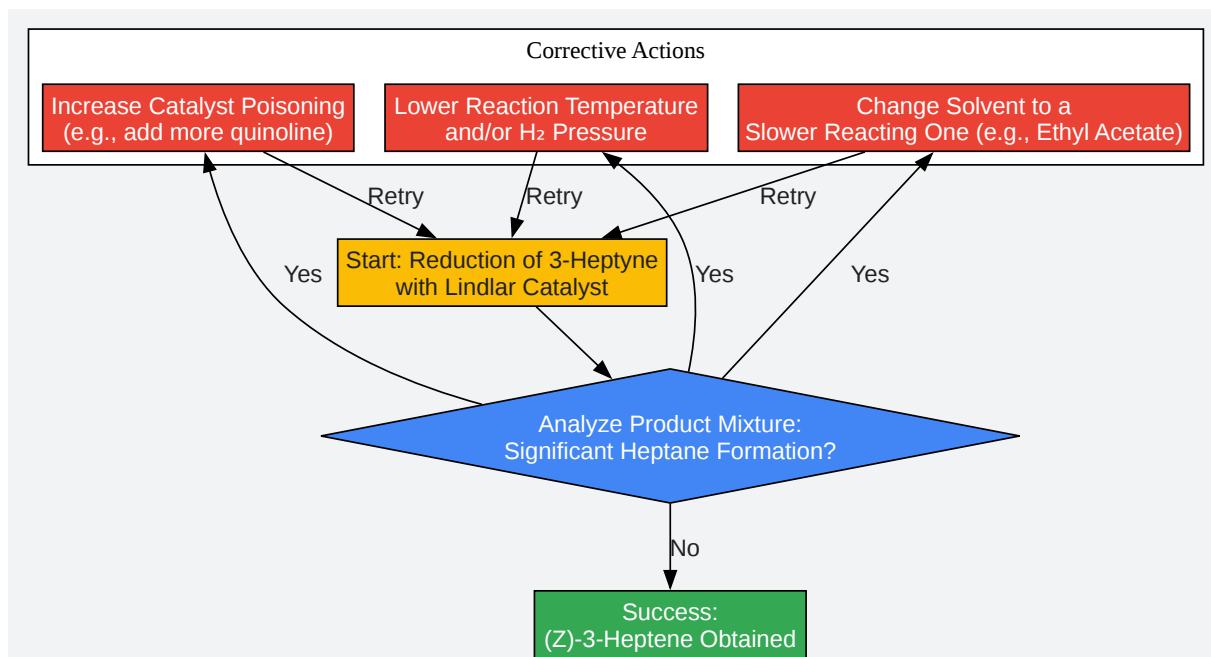 Corrective Actions
Increase Catalyst Poisoning
(e.g., add more quinoline)
Lower Reaction Temperature
and/or H₂ Pressure
Change Solvent to a
Slower Reacting One (e.g., Ethyl Acetate)
Retry
Retry
Retry
Start: Reduction of 3-Heptyne
with Lindlar Catalyst
Yes
Yes
Yes
Analyze Product Mixture:
Significant Heptane Formation?
No
Success:
(Z)-3-Heptene Obtained